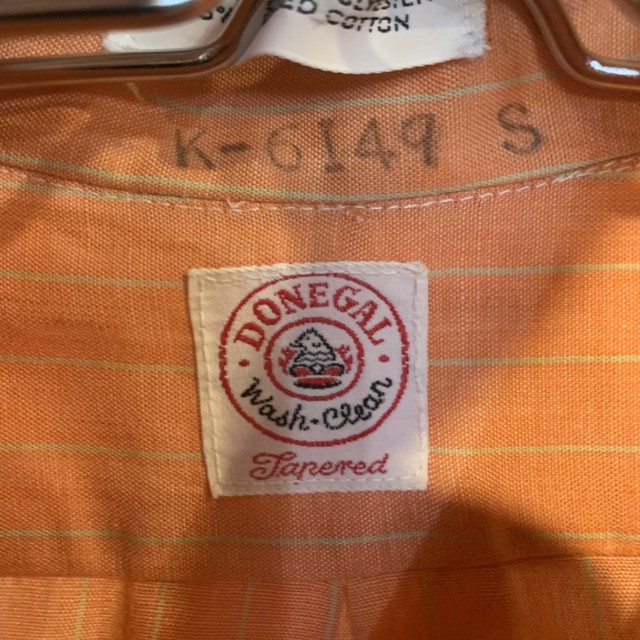 COTTON
K-6149 S
DONEGAL
Wash-Clean
Tapered